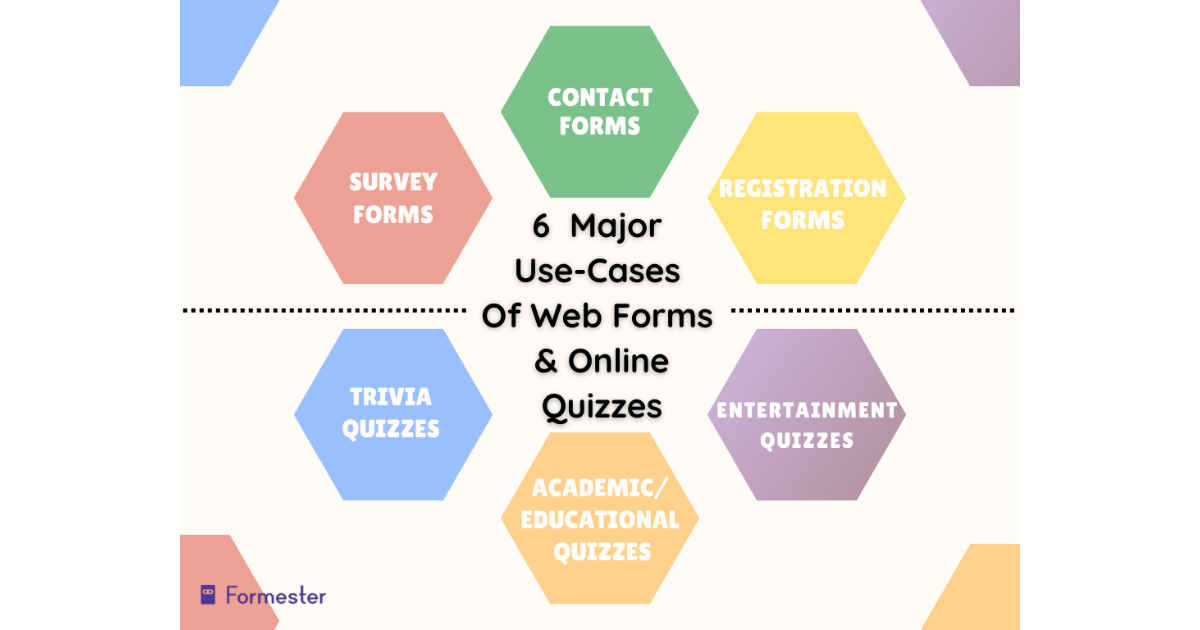 CONTACT
FORMS
SURVEY
FORMS
REGISTRATION
FORMS
6 Major
Use-Cases
Of Web Forms
& Online
Quizzes
TRIVIA
QUIZZES
ENTERTAINMENT
QUIZZES
ACADEMIC/
EDUCATIONAL
QUIZZES
Formester